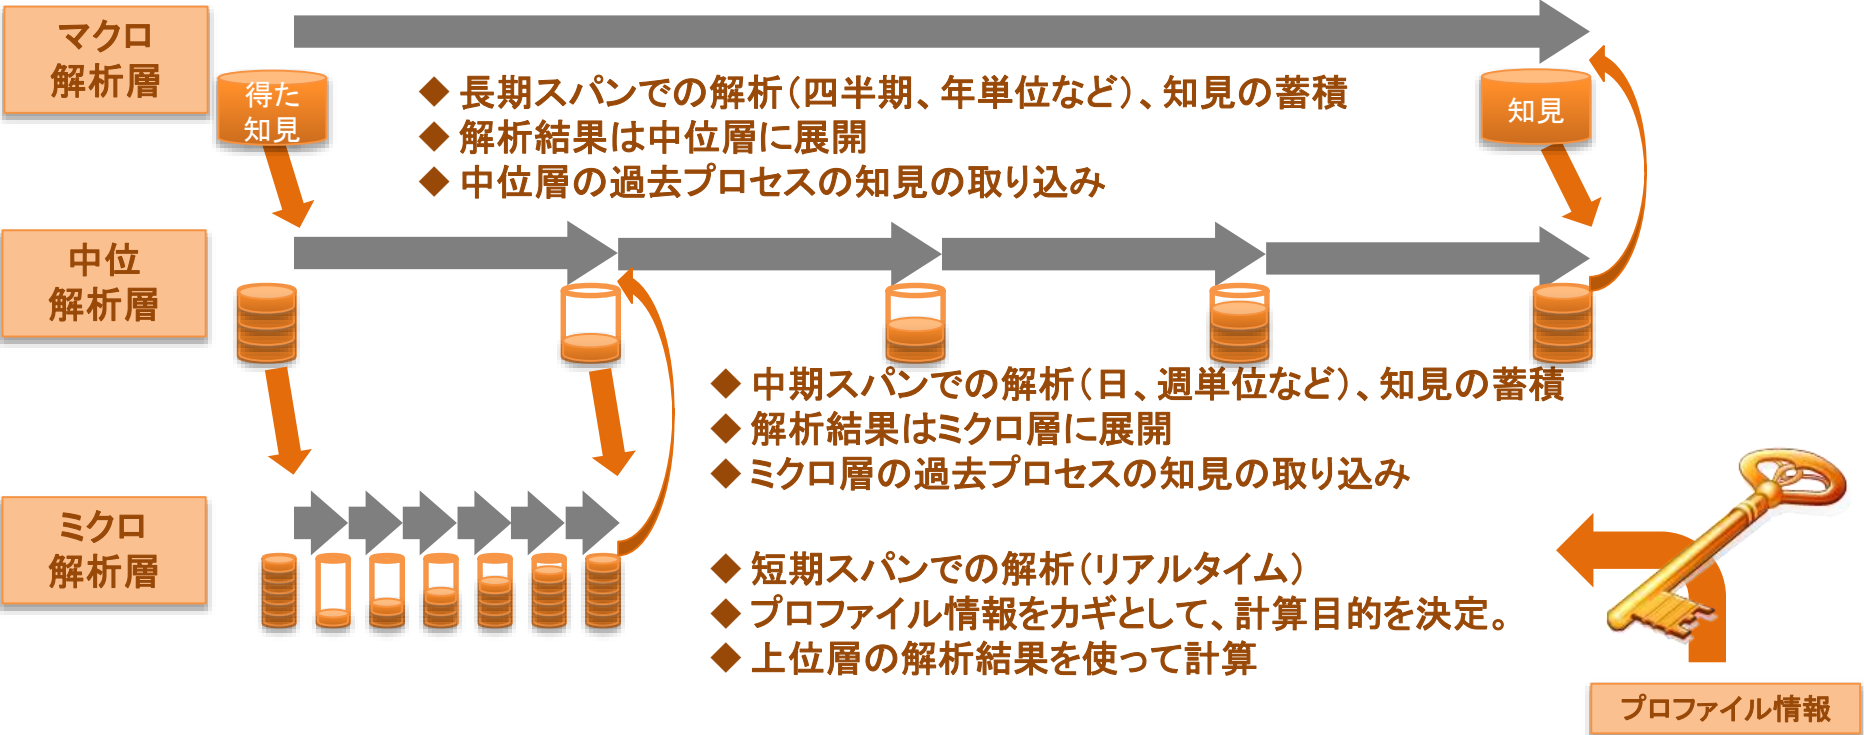 マクロ
解析層
得た
知見
◆ 長期スパンでの解析（四半期、年単位など）、知見の蓄積
◆ 解析結果は中位層に展開
◆ 中位層の過去プロセスの知見の取り込み
知見
中位
解析層
◆ 中期スパンでの解析（日、週単位など）、知見の蓄積
◆ 解析結果はミクロ層に展開
◆ ミクロ層の過去プロセスの知見の取り込み
ミクロ
解析層
◆ 短期スパンでの解析（リアルタイム）
◆ プロファイル情報をカギとして、計算目的を決定。
◆ 上位層の解析結果を使って計算
プロファイル情報